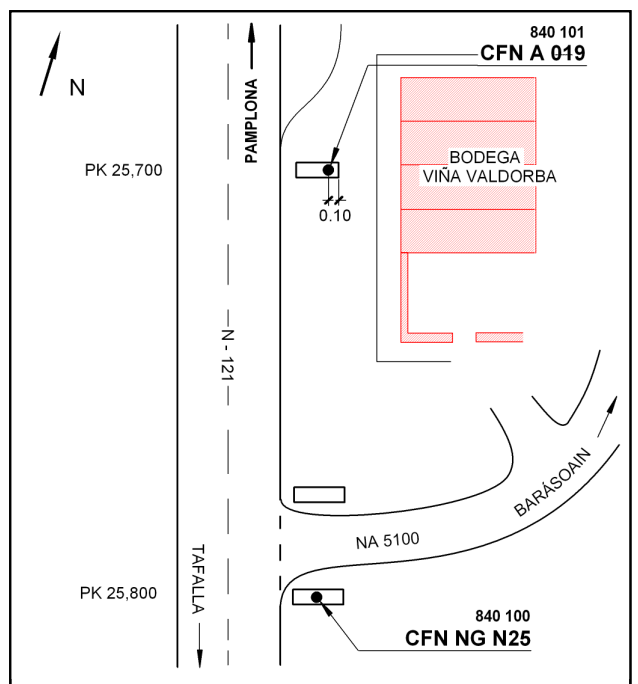 840 101
CFN A 019
N
PAMPLONA
BODEGA
VIÑA VALDORBA
PK 25,700
0.10
N - 121
BARÁSOAIN
NA 5100
TAFALLA
PK 25,800
840 100
CFN NG N25